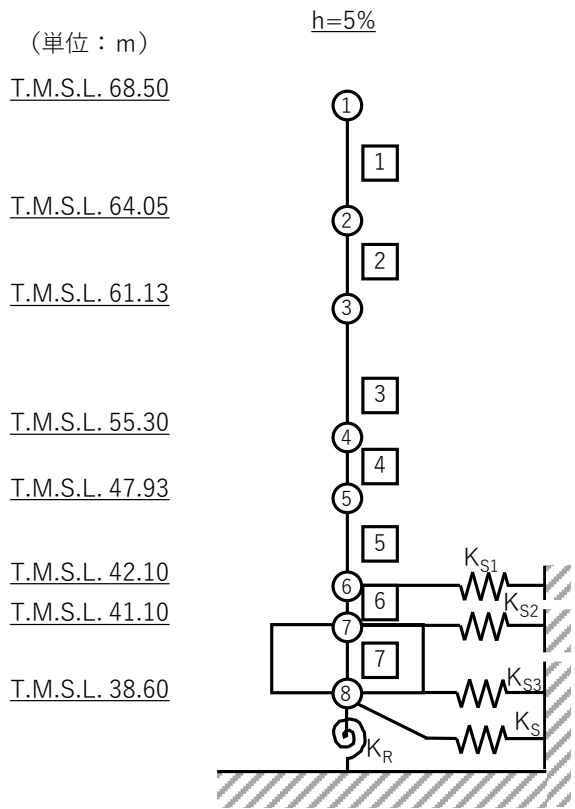 h=5%
（単位：m）
T.M.S.L. 68.50
①
1
T.M.S.L. 64.05
②
2
T.M.S.L. 61.13
③
3
T.M.S.L. 55.30
④
4
T.M.S.L. 47.93
⑤
5
T.M.S.L. 42.10
⑥
KS1
6
T.M.S.L. 41.10
⑦
KS2
7
T.M.S.L. 38.60
⑧
KS3
KS
KR